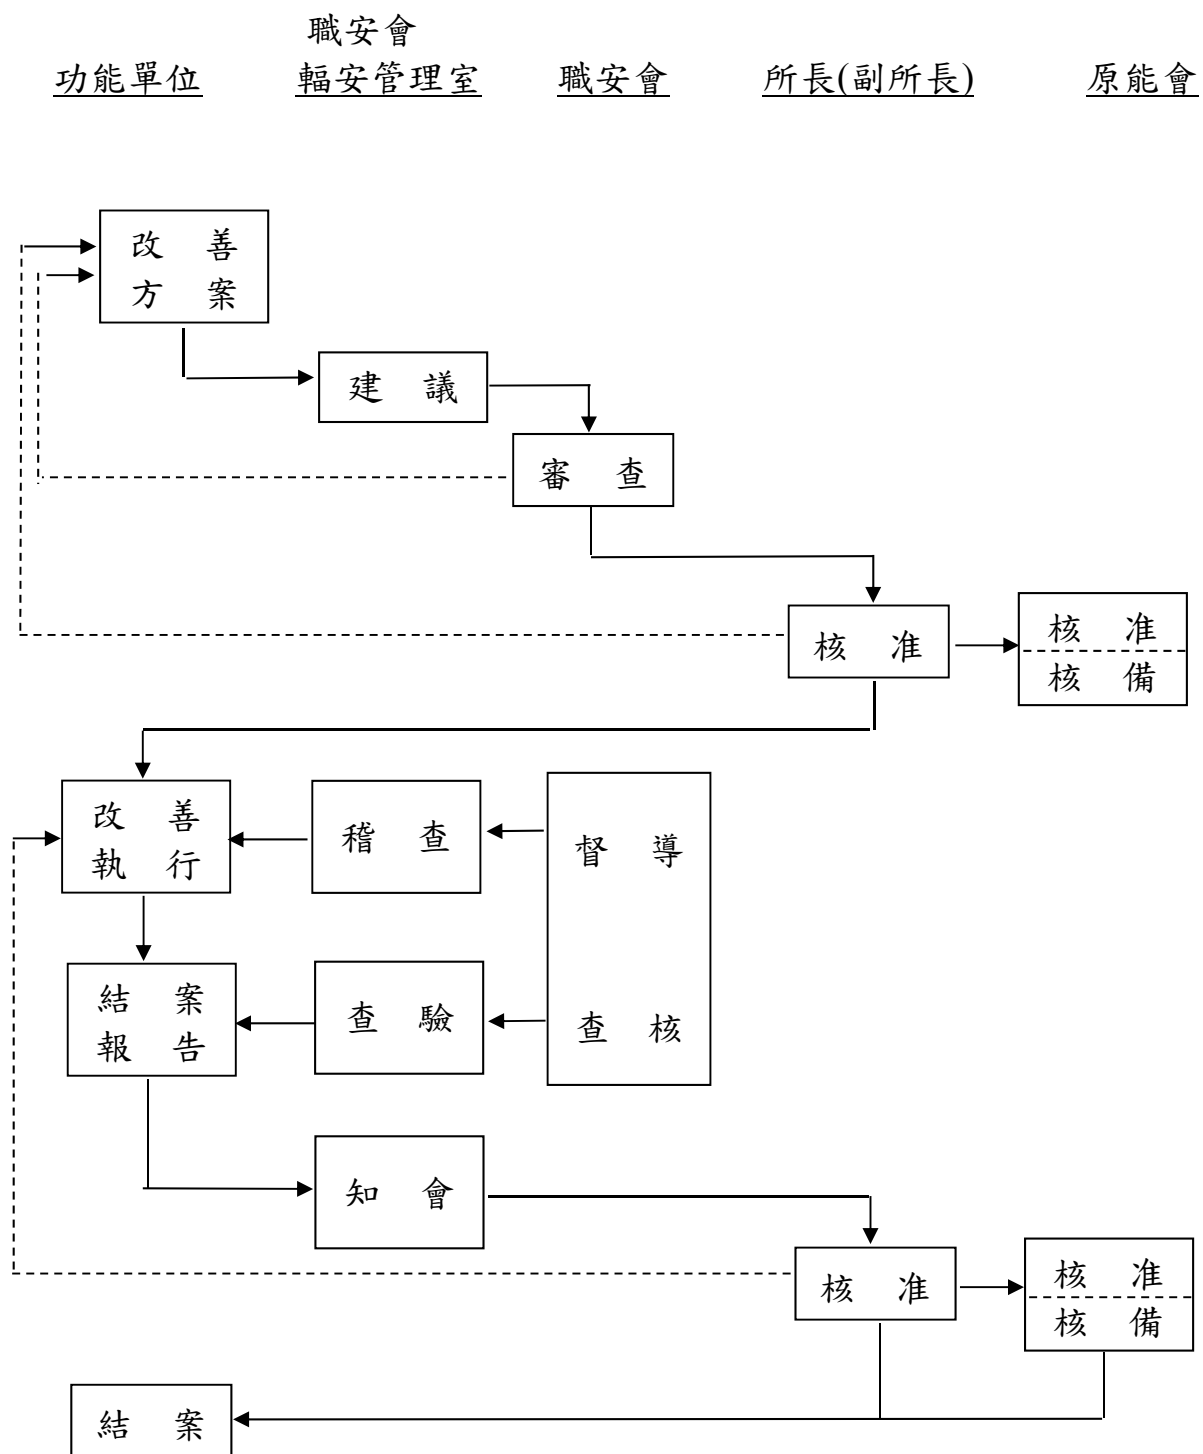 職安會
功能單位 輻安管理室 職安會 所長(副所長) 原能會
改 善
方 案
建 議
審 查
核 准
核 准
核 備
改 善
執 行
稽 查
督 導
結 案
報 告
查 驗
查 核
知 會
核 准
核 准
核 備
結 案